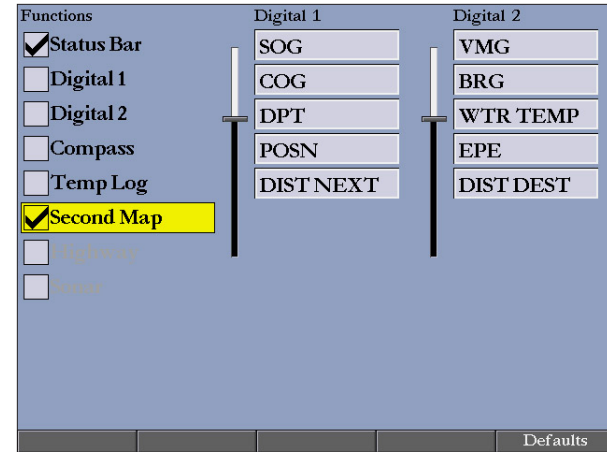 Functions
Status Bar
Digital 1
Digital 2
Compass
Temp Log
Second Map
Digital 1
SOG
COG
DPT
POSN
DIST NEXT
Digital 2
VMG
BRG
WTR TEMP
EPE
DIST DEST
Defaults